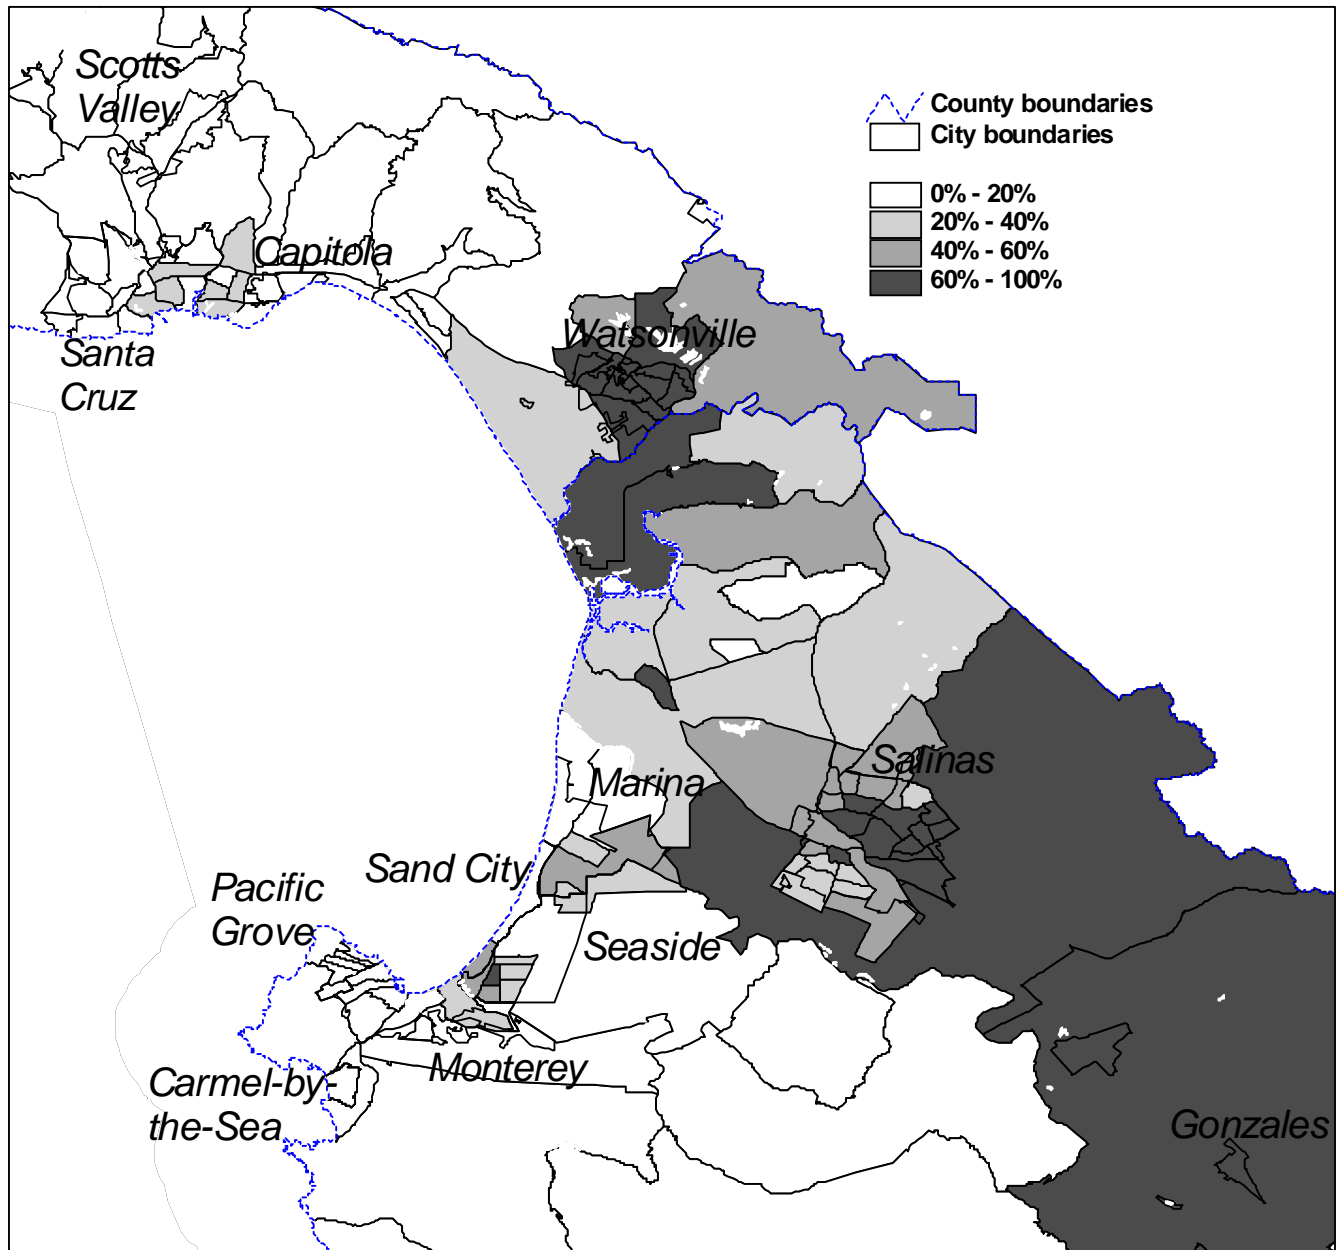 Scotts
Valley
County boundaries
City boundaries
0% - 20%
20% - 40%
40% - 60%
60% - 100%
Capitola
Watsonville
Santa
Cruz
Salinas
Marina
Sand City
Pacific
Grove
Seaside
Monterey
Carmel-by-
the-Sea
Gonzales